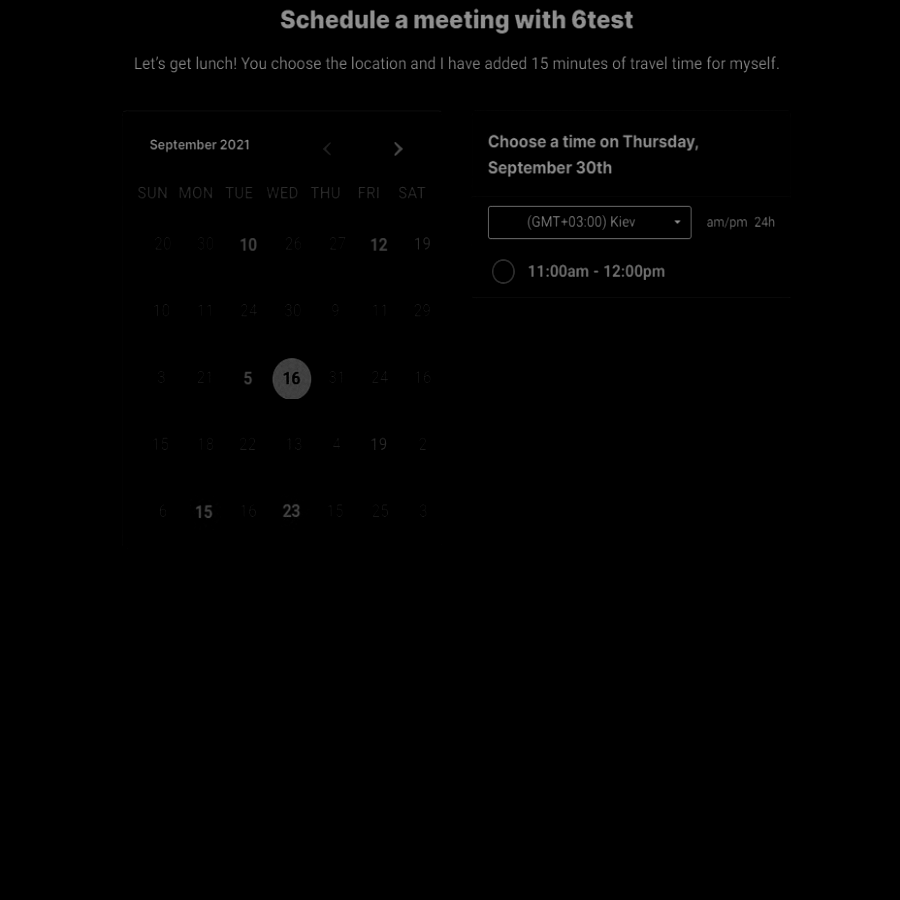 Schedule a meeting with 6test
Let's get lunch! You choose the location and I have added 15 minutes of travel time for myself.
September 2021
SUN MON TUE WED THU FRI SAT
20 30 10 26 27 12 19
10 11 24 30 9 11 29
3 21 5 16 31 24 16
15 18 22 13 4 19 2
6 15 16 23 15 25 3
Choose a time on Thursday,
September 30th
(GMT+03:00) Kiev am/pm 24h
11:00am - 12:00pm